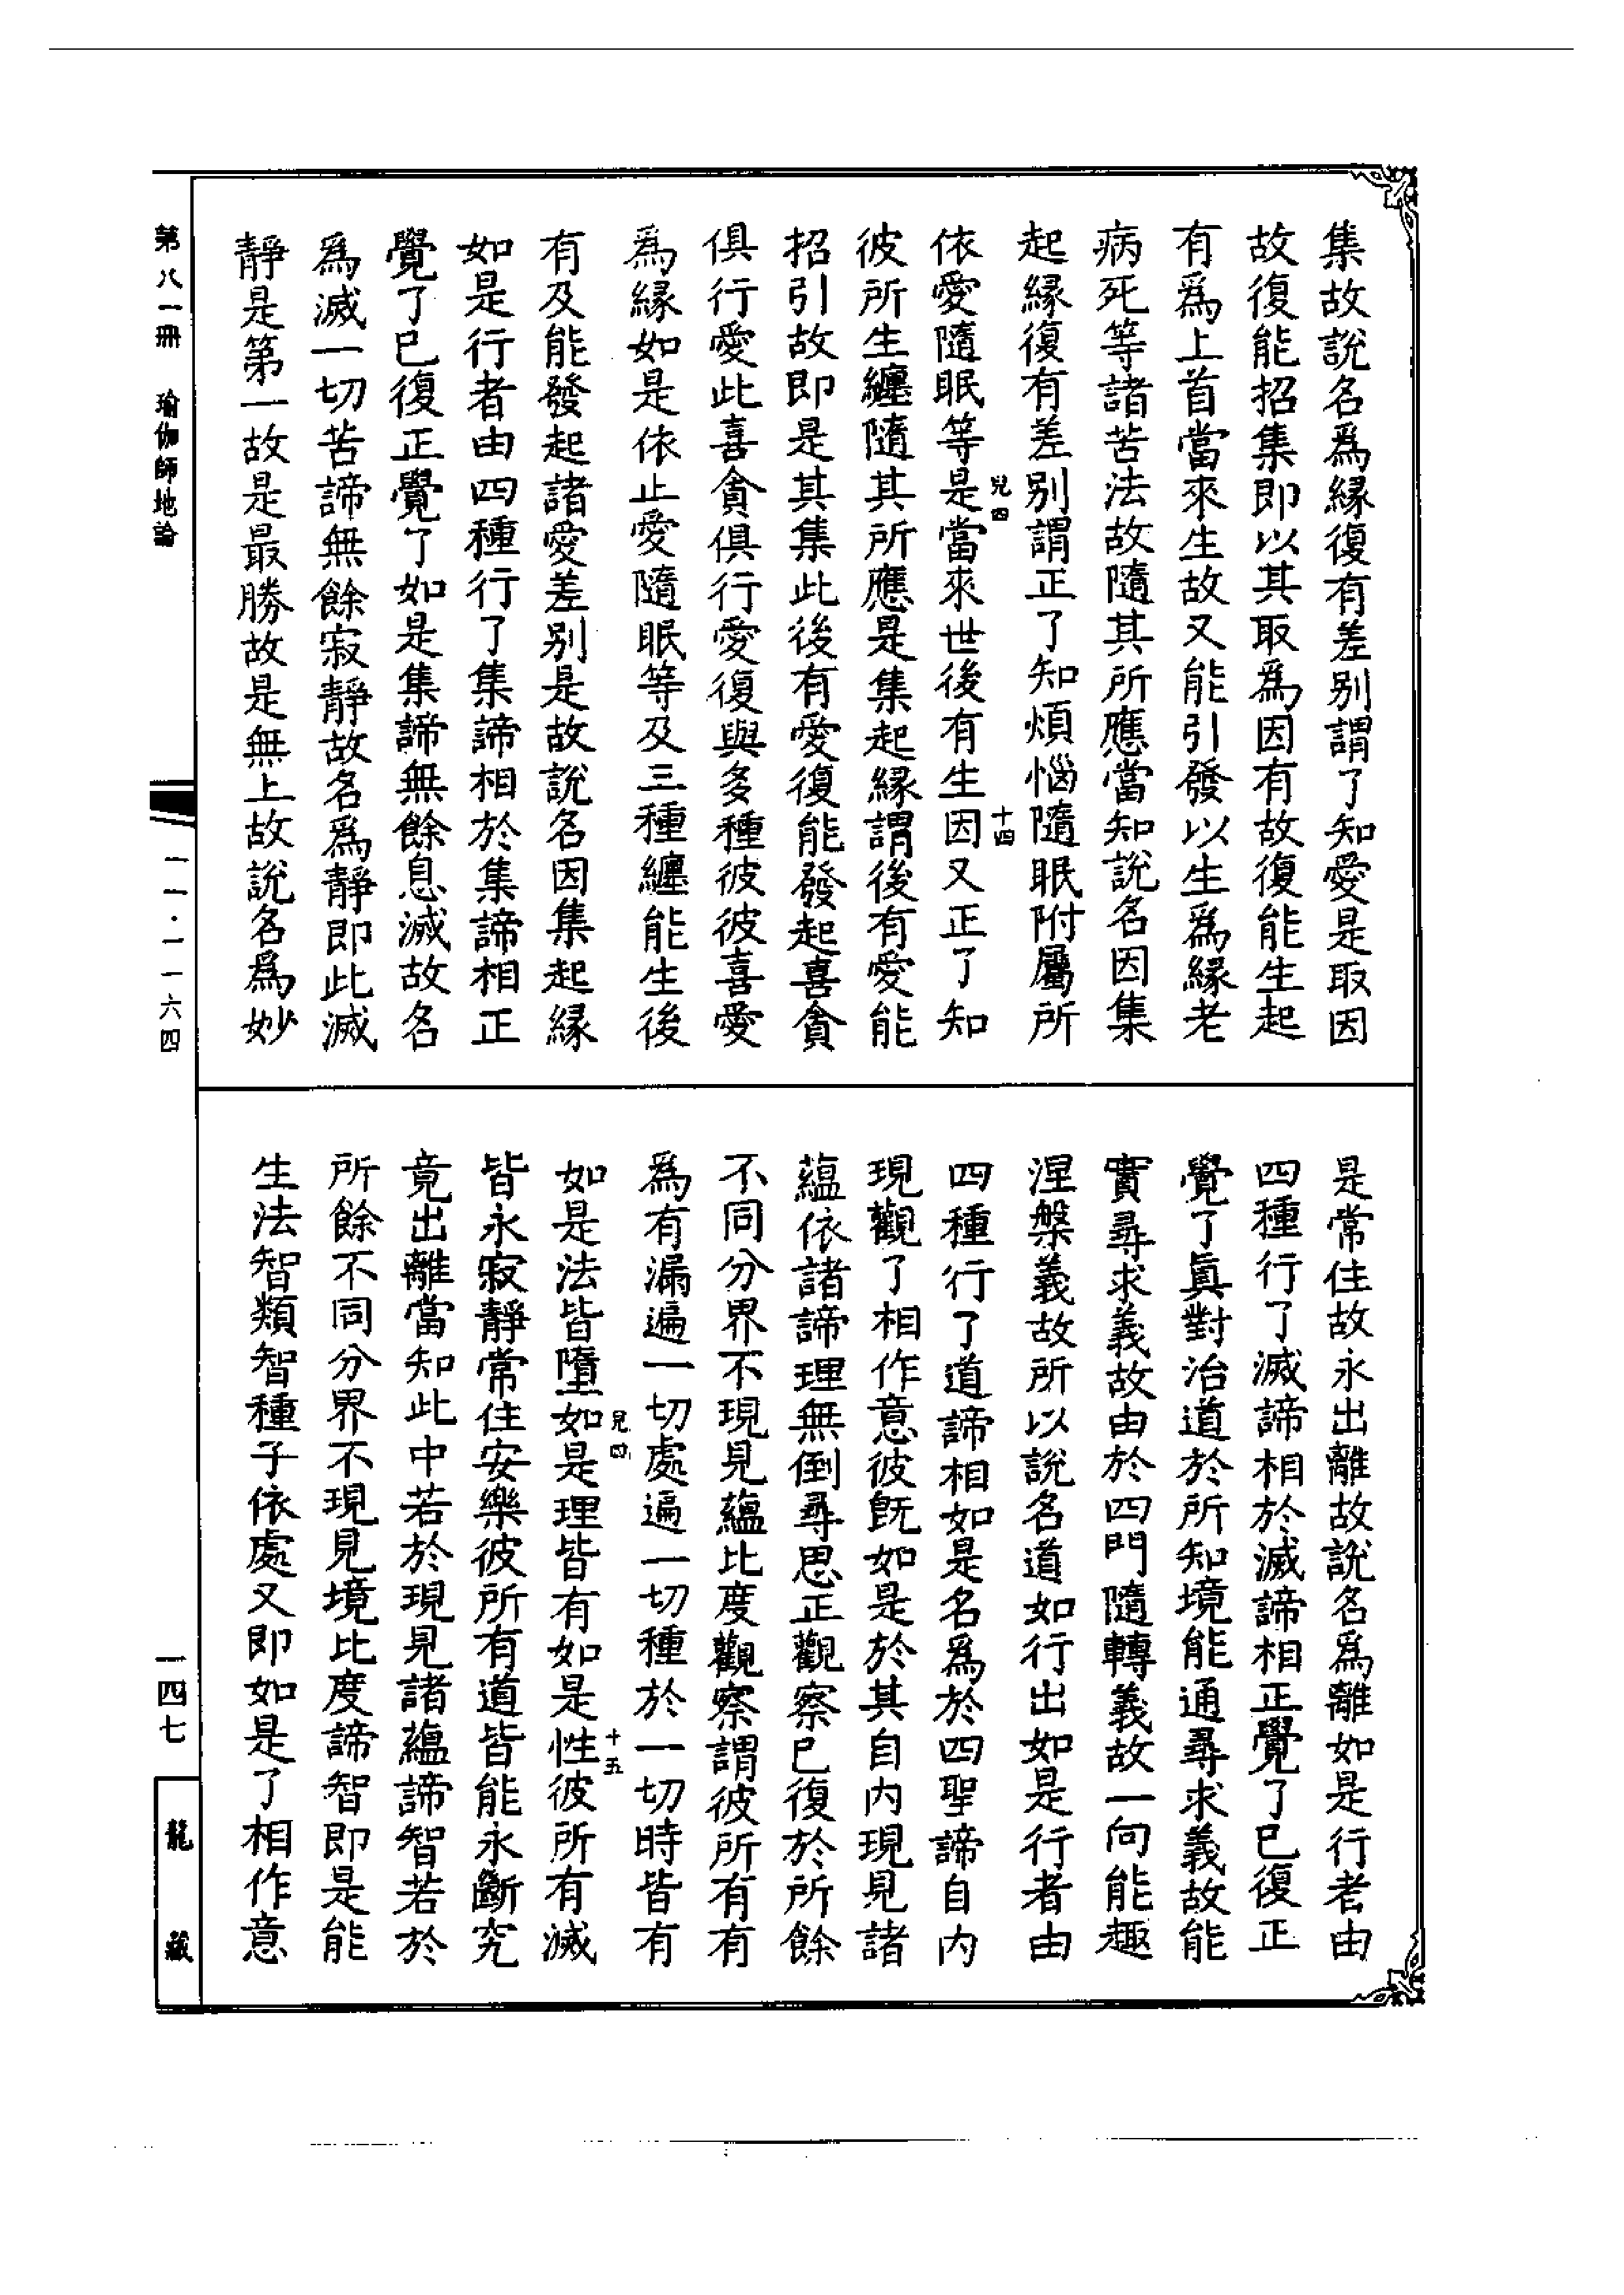 集故說名爲緣復有差别謂了知愛是取因
故復能招集即以其取爲因有故復能生起
有爲上首當來生故又能引發以生爲緣老
病死等諸苦法故隨其所應當知說名因集
起緣復有差别謂正了知煩惱隨眠附屬所
兒四
十四
依愛隨眠等是當來世後有生因又正了知
彼所生纏隨其所應是集起緣謂後有愛能
招引故即是其集此後有愛復能發起喜貪
俱行愛此喜貪俱行愛復與多種彼彼喜愛
爲緣如是依止愛隨眠等及三種纏能生後
有及能發起諸愛差别是故說名因集起緣
如是行者由四種行了集諦相於集諦相正
覺了已復正覺了如是集諦無餘息滅故名
爲滅一切苦諦無餘寂靜故名爲靜即此滅
靜是第一故是最勝故是無上故說名爲妙
是常住故永出離故說名爲離如是行者由
四種行了滅諦相於滅諦相正覺了已復正
覺了眞對治道於所知境能通尋求義故能
實尋求義故由於四門隨轉義故一向能趣
涅槃義故所以說名道如行出如是行者由
四種行了道諦相如是名爲於四聖諦自内
現觀了相作意彼旣如是於其自内現見諸
蘊依諸諦理無倒尋思正觀察已復於所餘
不同分界不現見蘊比度觀察謂彼所有有
爲有漏遍一切處遍一切種於一切時皆有
兒四
十五
如是法皆墮如是理皆有如是性彼所有滅
皆永寂靜常住安樂彼所有道皆能永斷究
竟出離當知此中若於現見諸蘊諦智若於
所餘不同分界不現見境比度諦智即是能
生法智類智種子依處又即如是了相作意
第八一冊　瑜伽師地論
一一·一一六四
一四七
龍藏